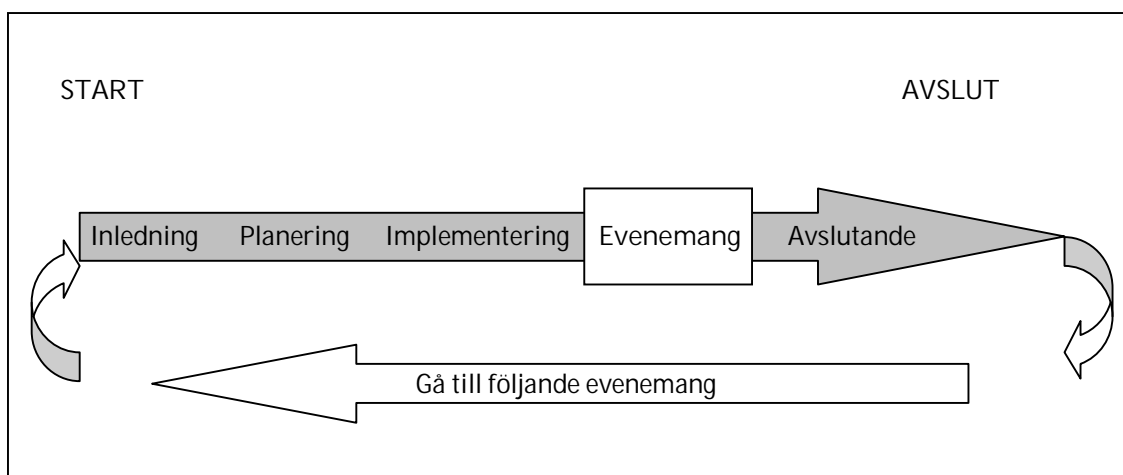 START AVSLUT
Inledning Planering Implementering Evenemang Avslutande
Gå till följande evenemang